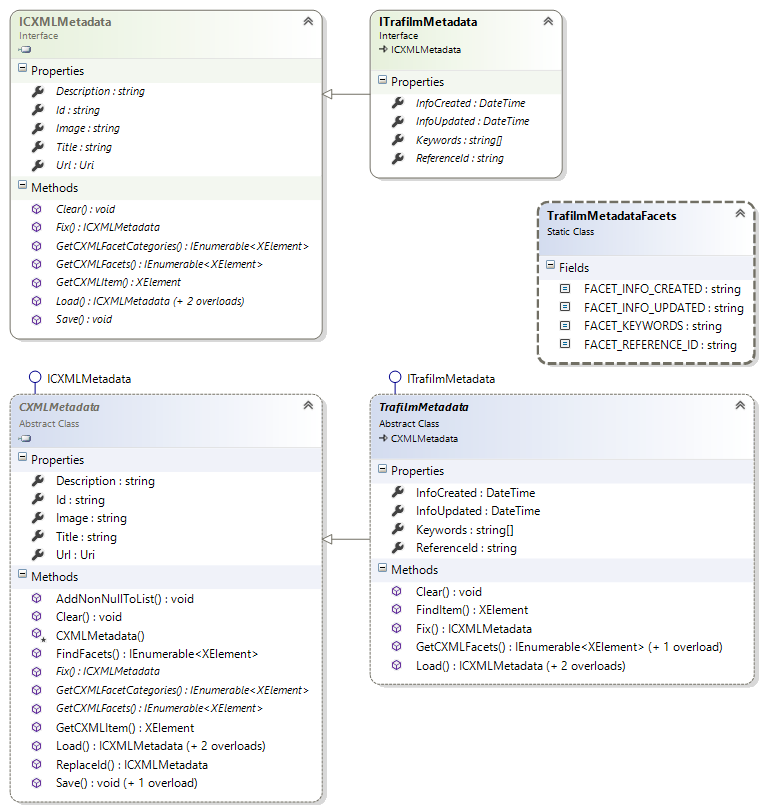 ICXMLMetadata
Interface
Properties
Description : string
Id : string
Image : string
Title : string
Url : Uri
Methods
Clear() : void
Fix() : ICXMLMetadata
GetCXMLFacetCategories() : IEnumerable<XElement>
GetCXMLFacets() : IEnumerable<XElement>
GetCXMLItem() : XElement
Load() : ICXMLMetadata (+ 2 overloads)
Save() : void
ITrafilmMetadata
Interface
ICXMLMetadata
Properties
InfoCreated : DateTime
InfoUpdated : DateTime
Keywords : string[]
ReferenceId : string
TrafilmMetadataFacets
Static Class
Fields
FACET_INFO_CREATED : string
FACET_INFO_UPDATED : string
FACET_KEYWORDS : string
FACET_REFERENCE_ID : string
ICXMLMetadata
CXMLMetadata
Abstract Class
Properties
Description : string
Id : string
Image : string
Title : string
Url : Uri
Methods
AddNonNullToList() : void
Clear() : void
CXMLMetadata()
FindFacets() : IEnumerable<XElement>
Fix() : ICXMLMetadata
GetCXMLFacetCategories() : IEnumerable<XElement>
GetCXMLFacets() : IEnumerable<XElement>
GetCXMLItem() : XElement
Load() : ICXMLMetadata (+ 2 overloads)
ReplaceId() : ICXMLMetadata
Save() : void (+ 1 overload)
ITrafilmMetadata
TrafilmMetadata
Abstract Class
CXMLMetadata
Properties
InfoCreated : DateTime
InfoUpdated : DateTime
Keywords : string[]
ReferenceId : string
Methods
Clear() : void
FindItem() : XElement
Fix() : ICXMLMetadata
GetCXMLFacets() : IEnumerable<XElement> (+ 1 overload)
Load() : ICXMLMetadata (+ 2 overloads)